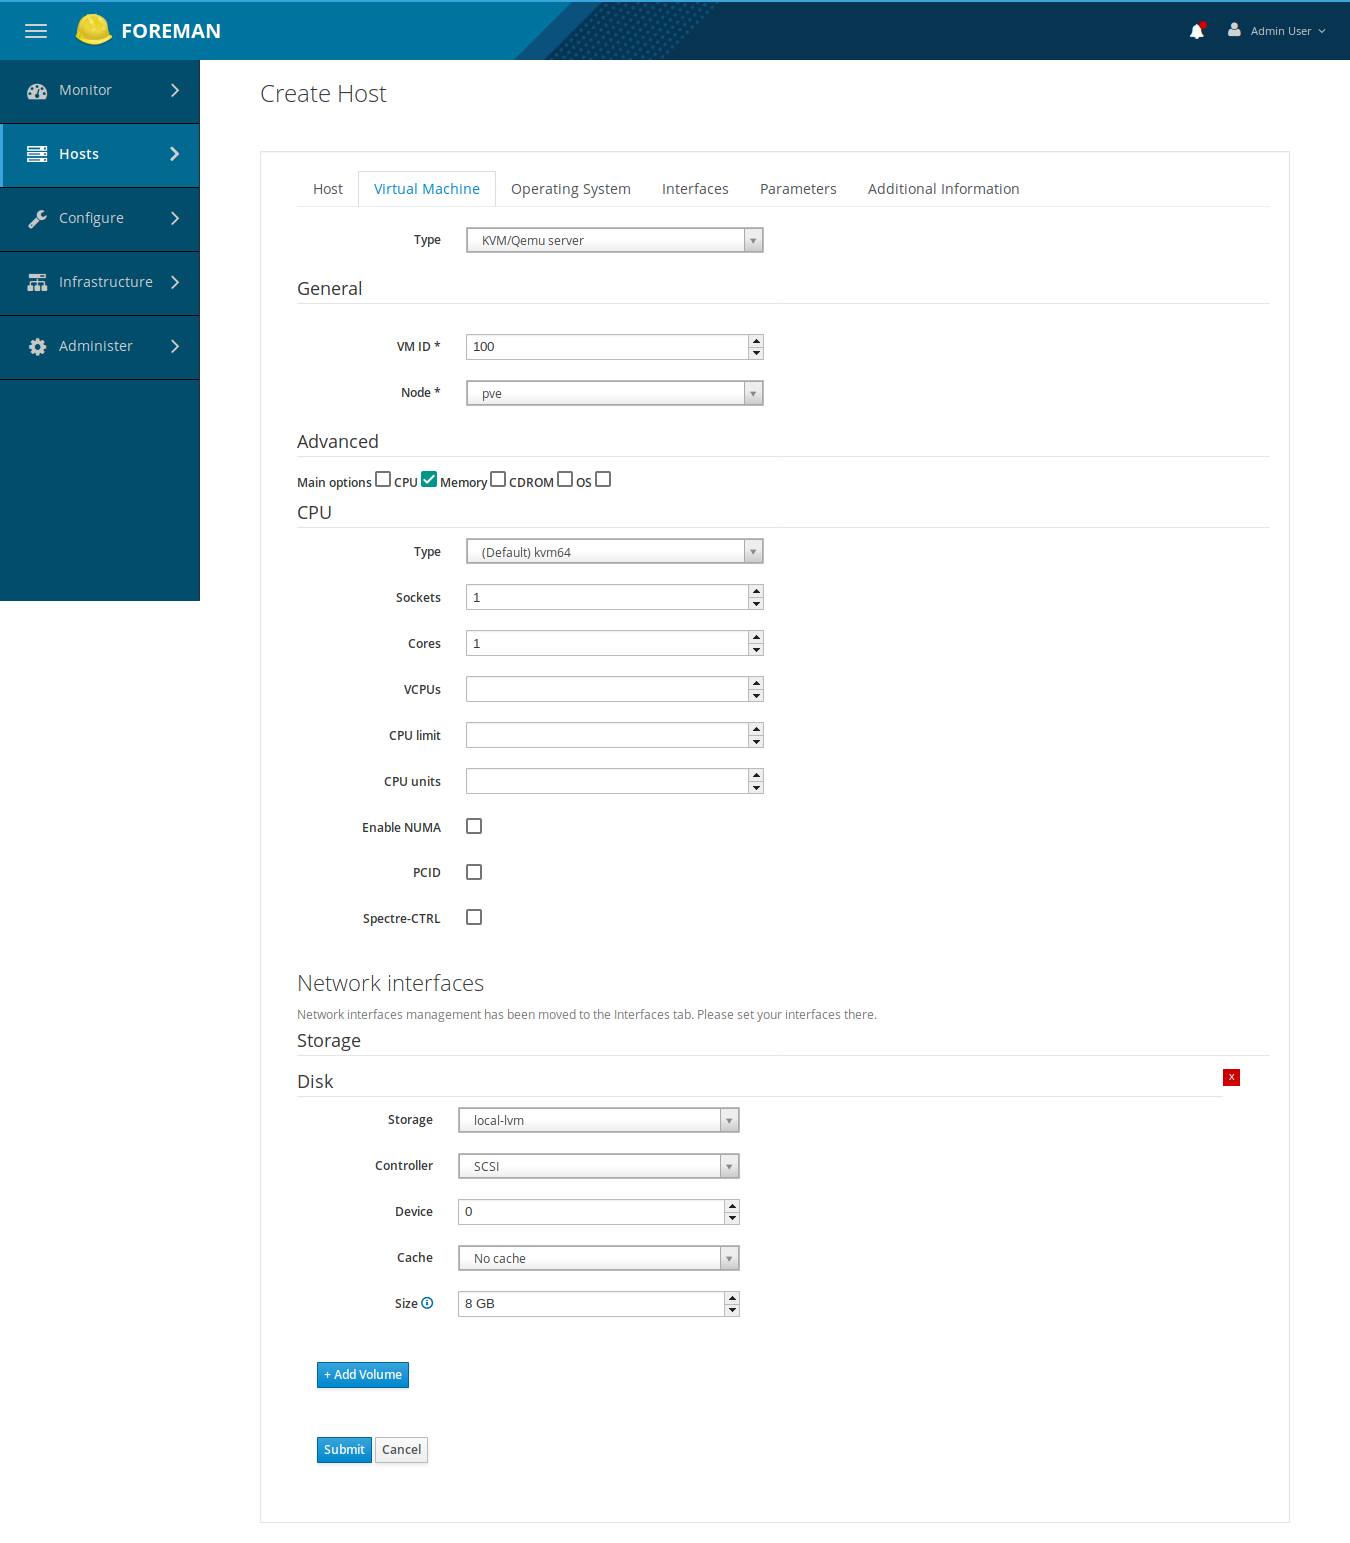 FOREMAN
Admin User
Monitor
Hosts
Configure
Infrastructure
Administer
Create Host
Host Virtual Machine Operating System Interfaces Parameters Additional Information
Type KVM/Qemu server
General
VM ID * 100
Node * pve
Advanced
Main options CPU Memory CDROM OS
CPU
Type (Default) kvm64
Sockets 1
Cores 1
VCPUs
CPU limit
CPU units
Enable NUMA
PCID
Spectre-CTRL
Network interfaces
Network interfaces management has been moved to the Interfaces tab. Please set your interfaces there.
Storage
Disk x
Storage local-lvm
Controller SCSI
Device 0
Cache No cache
Size 8 GB
+ Add Volume
Submit Cancel